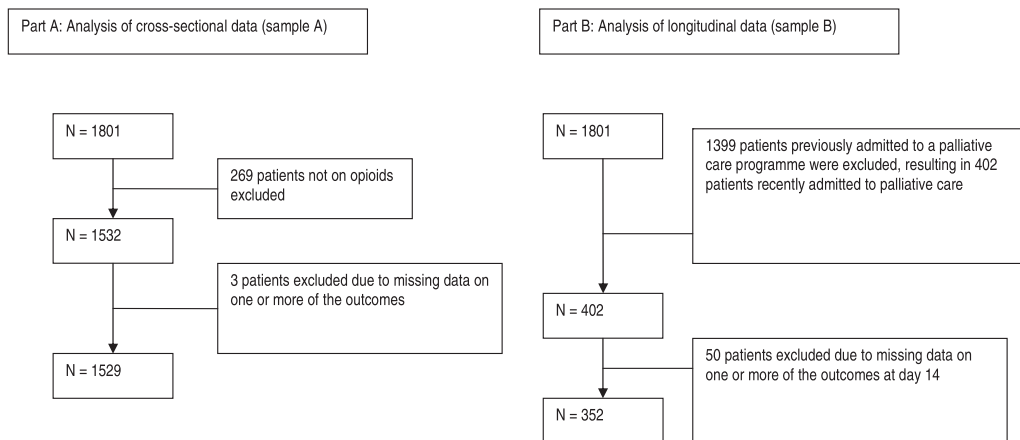 Part A: Analysis of cross-sectional data (sample A)
N = 1801
269 patients not on opioids
excluded
N = 1532
3 patients excluded due to missing data on
one or more of the outcomes
N = 1529
Part B: Analysis of longitudinal data (sample B)
N = 1801
1399 patients previously admitted to a palliative
care programme were excluded, resulting in 402
patients recently admitted to palliative care
N = 402
50 patients excluded due to missing data on
one or more of the outcomes at day 14
N = 352